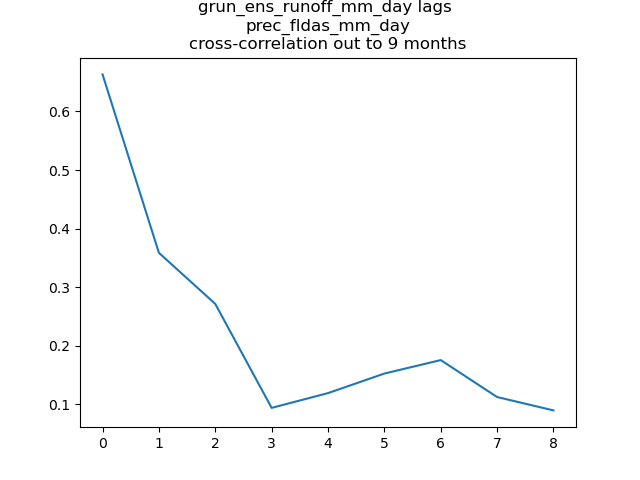 grun_ens_runoff_mm_day lags
prec_fldas_mm_day
cross-correlation out to 9 months
0.6
0.5
0.4
0.3
0.2
0.1
0 1 2 3 4 5 6 7 8